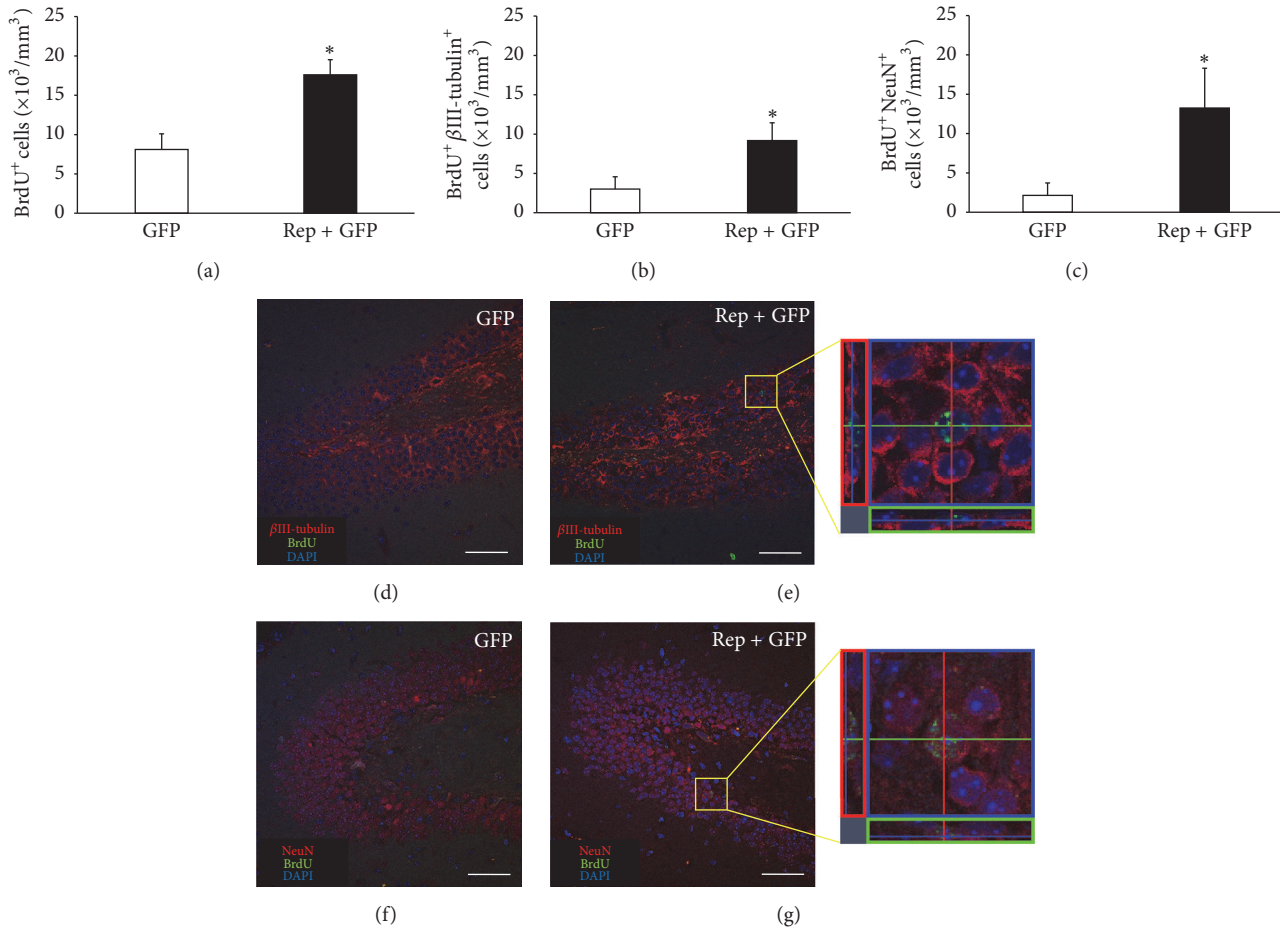 BrdU⁺ cells (×10³/mm³)
25
20
15
10
5
0
*
GFP
Rep + GFP
(a)
BrdU⁺βIII-tubulin⁺
cells (×10³/mm³)
25
20
15
10
5
0
*
GFP
Rep + GFP
(b)
BrdU⁺NeuN⁺
cells (×10³/mm³)
25
20
15
10
5
0
*
GFP
Rep + GFP
(c)
GFP
βIII-tubulin
BrdU
DAPI
(d)
Rep + GFP
βIII-tubulin
BrdU
DAPI
(e)
GFP
NeuN
BrdU
DAPI
(f)
Rep + GFP
NeuN
BrdU
DAPI
(g)